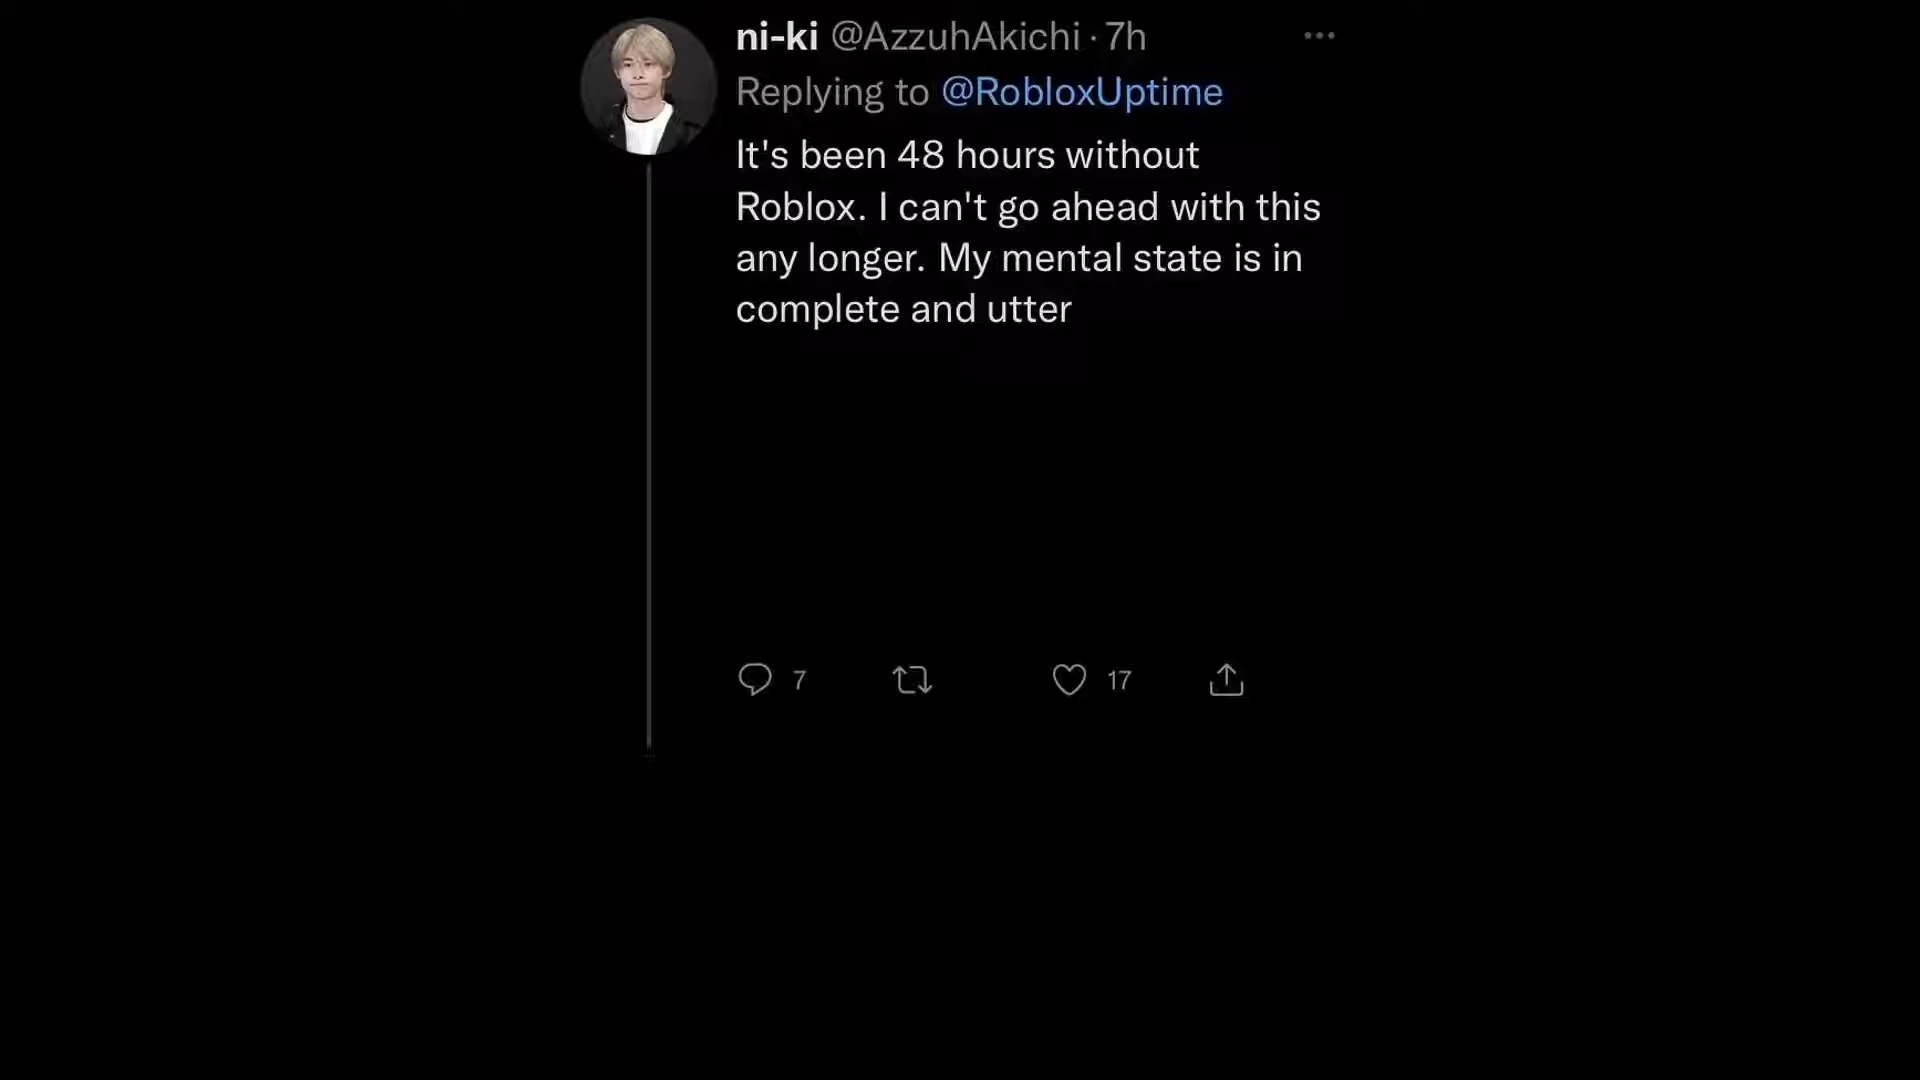 ni-ki @AzzuhAkichi · 7h
Replying to @RobloxUptime
It's been 48 hours without
Roblox. I can't go ahead with this
any longer. My mental state is in
complete and utter
7 17